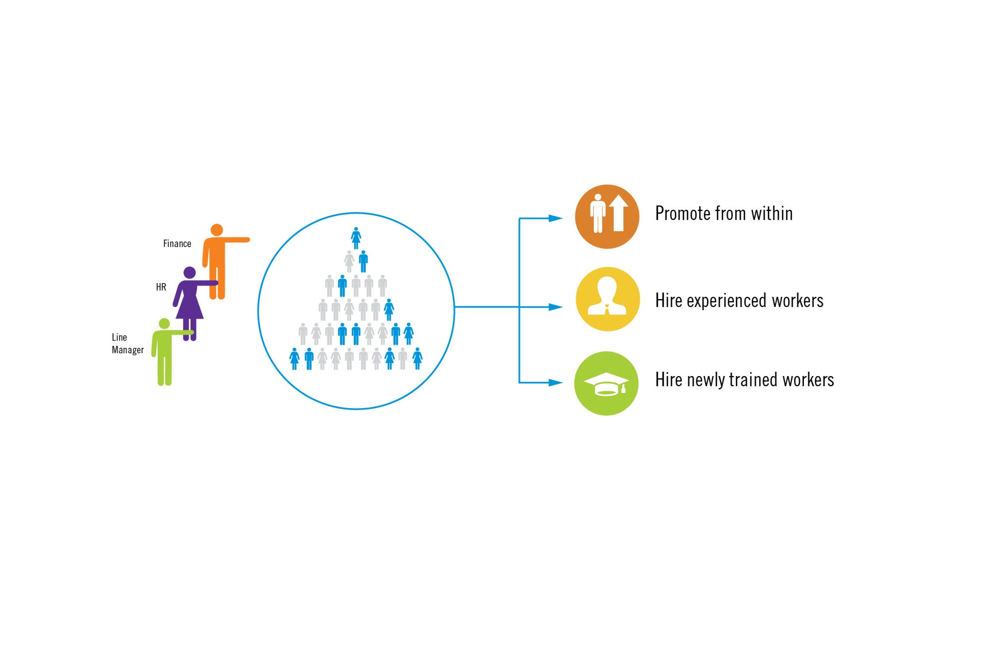 Finance
HR
Line
Manager
Promote from within
Hire experienced workers
Hire newly trained workers